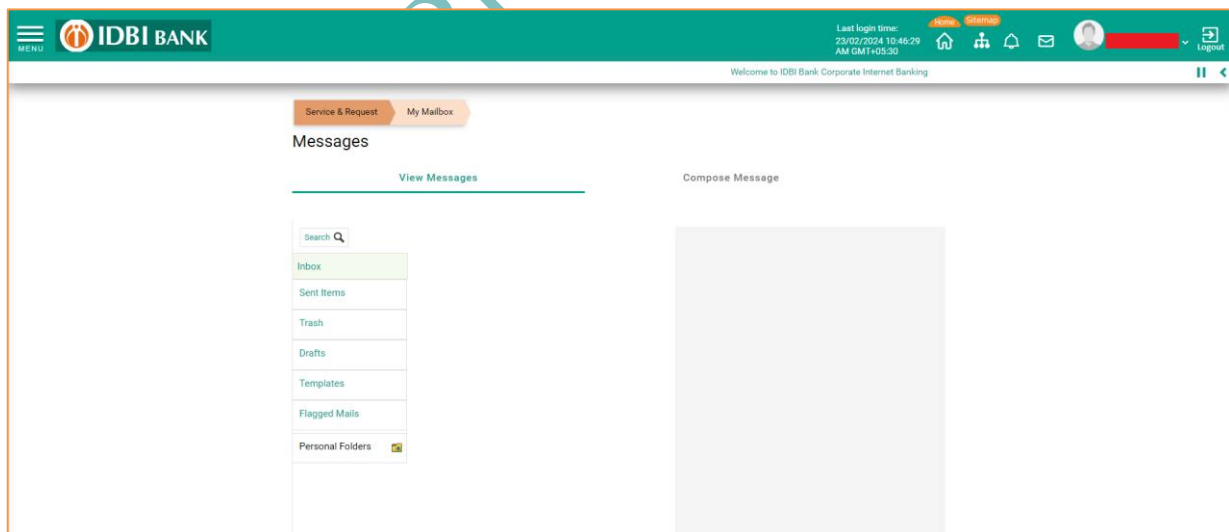 MENU
IDBI BANK
Last login time:
23/02/2024 10:46:29
AM GMT+05:30
Home
Sitemap
Logout
Welcome to IDBI Bank Corporate Internet Banking
Service & Request
My Mailbox
Messages
View Messages
Compose Message
Search
Inbox
Sent Items
Trash
Drafts
Templates
Flagged Mails
Personal Folders